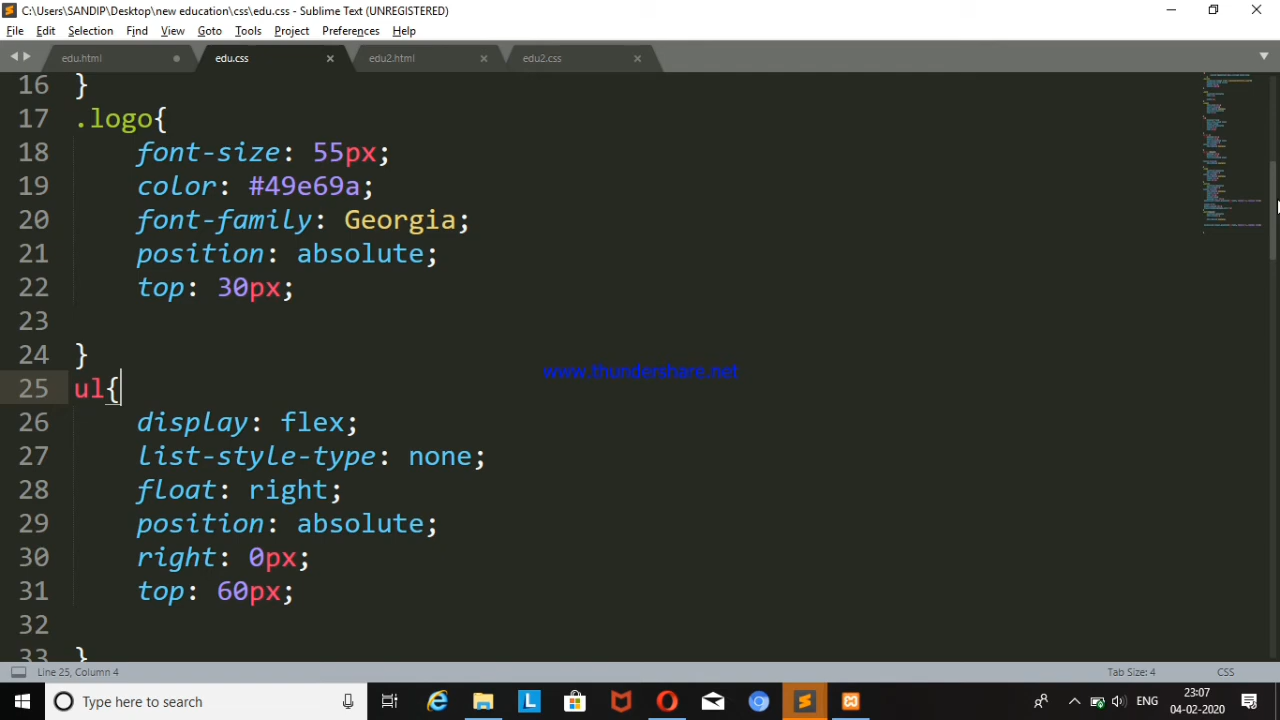 C:\Users\SANDIP\Desktop\new education\css\edu.css - Sublime Text (UNREGISTERED)
File Edit Selection Find View Goto Tools Project Preferences Help
edu.html edu.css edu2.html edu2.css
16 }
17 .logo{
18 font-size: 55px;
19 color: #49e69a;
20 font-family: Georgia;
21 position: absolute;
22 top: 30px;
23
24 }
www.thundershare.net
25 ul{
26 display: flex;
27 list-style-type: none;
28 float: right;
29 position: absolute;
30 right: 0px;
31 top: 60px;
32
33 }
Line 25, Column 4 Tab Size: 4 CSS
Type here to search
ENG
23:07
04-02-2020